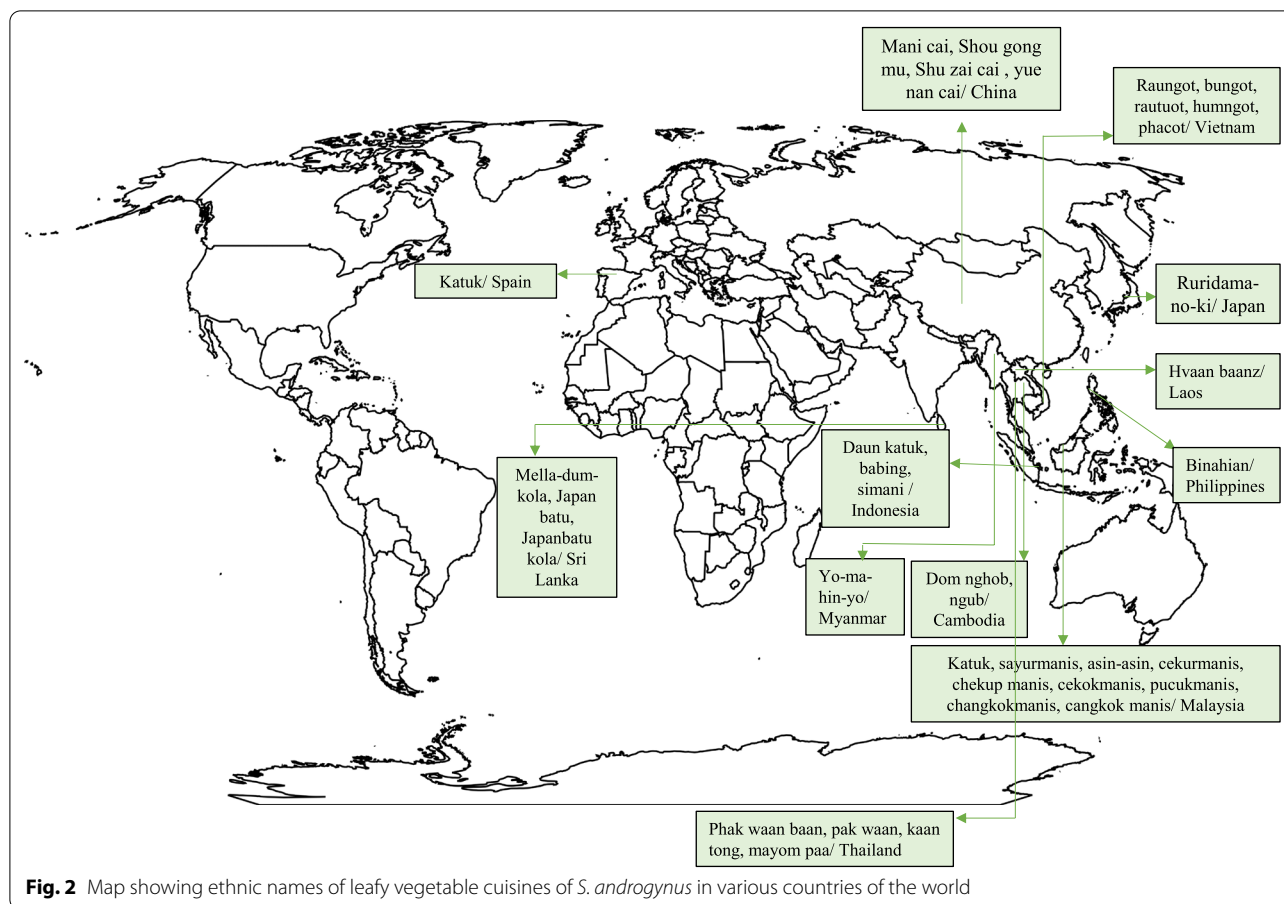 Mani cai, Shou gong
mu, Shu zai cai , yue
nan cai/ China
Raungot, bungot,
rautuot, humngot,
phacot/ Vietnam
Katuk/ Spain
Ruridama-
no-ki/ Japan
Hvaan baanz/
Laos
Mella-dum-
kola, Japan
batu,
Japanbatu
kola/ Sri
Lanka
Daun katuk,
babing,
simani /
Indonesia
Binahian/
Philippines
Yo-ma-
hin-yo/
Myanmar
Dom nghob,
ngub/
Cambodia
Katuk, sayurmanis, asin-asin, cekurmanis,
chekup manis, cekokmanis, pucukmanis,
changkokmanis, cangkok manis/ Malaysia
Phak waan baan, pak waan, kaan
tong, mayom paa/ Thailand
Fig. 2 Map showing ethnic names of leafy vegetable cuisines of S. androgynus in various countries of the world